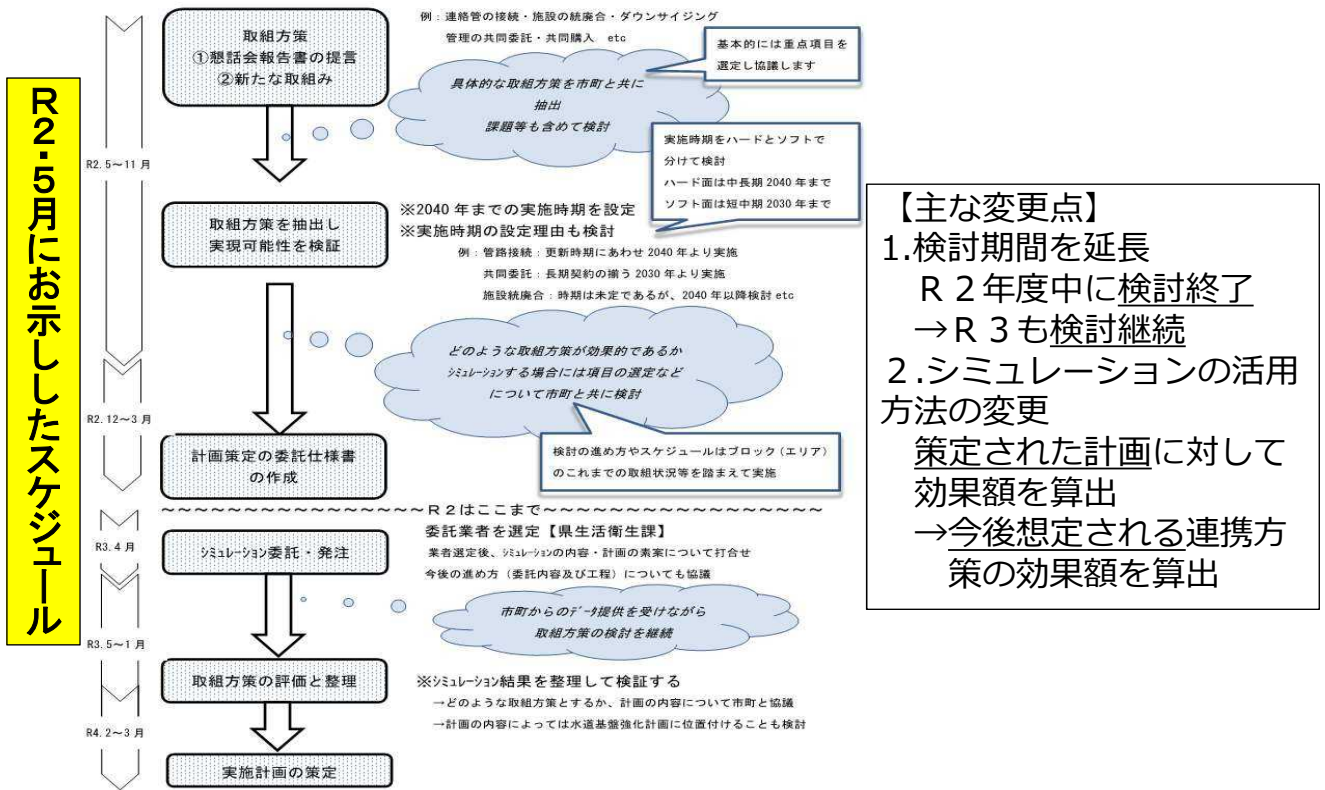 R2.5月にお示ししたスケジュール
取組方策
①懇話会報告書の提言
②新たな取組み
例：連絡管の接続・施設の統廃合・ダウンサイジング
管理の共同委託・共同購入　etc
基本的には重点項目を
選定し協議します
具体的な取組方策を市町と共に
抽出
課題等も含めて検討
R2.5～11月
実施時期をハードとソフトで
分けて検討
ハード面は中長期2040年まで
ソフト面は短中期2030年まで
取組方策を抽出し
実現可能性を検証
※2040年までの実施時期を設定
※実施時期の設定理由も検討
例：管路接続：更新時期にあわせ2040年より実施
共同委託：長期契約の揃う2030年より実施
施設統廃合：時期は未定であるが、2040年以降検討etc
どのような取組方策が効果的であるか
ｼﾐｭﾚｰｼｮﾝする場合には項目の選定など
について市町と共に検討
R2.12～3月
計画策定の委託仕様書
の作成
検討の進め方やスケジュールはブロック（エリア）
のこれまでの取組状況等を踏まえて実施
～～～～～～～～～～～～～～～～R2はここまで～～～～～～～～～～～～～～～～～
R3.4月
ｼﾐｭﾚｰｼｮﾝ委託・発注
委託業者を選定【県生活衛生課】
業者選定後、ｼﾐｭﾚｰｼｮﾝの内容・計画の素案について打合せ
今後の進め方（委託内容及び工程）についても協議
市町からのﾃﾞｰﾀ提供を受けながら
取組方策の検討を継続
R3.5～1月
取組方策の評価と整理
※ｼﾐｭﾚｰｼｮﾝ結果を整理して検証する
→どのような取組方策とするか、計画の内容について市町と協議
→計画の内容によっては水道基盤強化計画に位置付けることも検討
R4.2～3月
実施計画の策定
【主な変更点】
1.検討期間を延長
R２年度中に検討終了
→R３も検討継続
２.シミュレーションの活用
方法の変更
策定された計画に対して
効果額を算出
→今後想定される連携方
策の効果額を算出